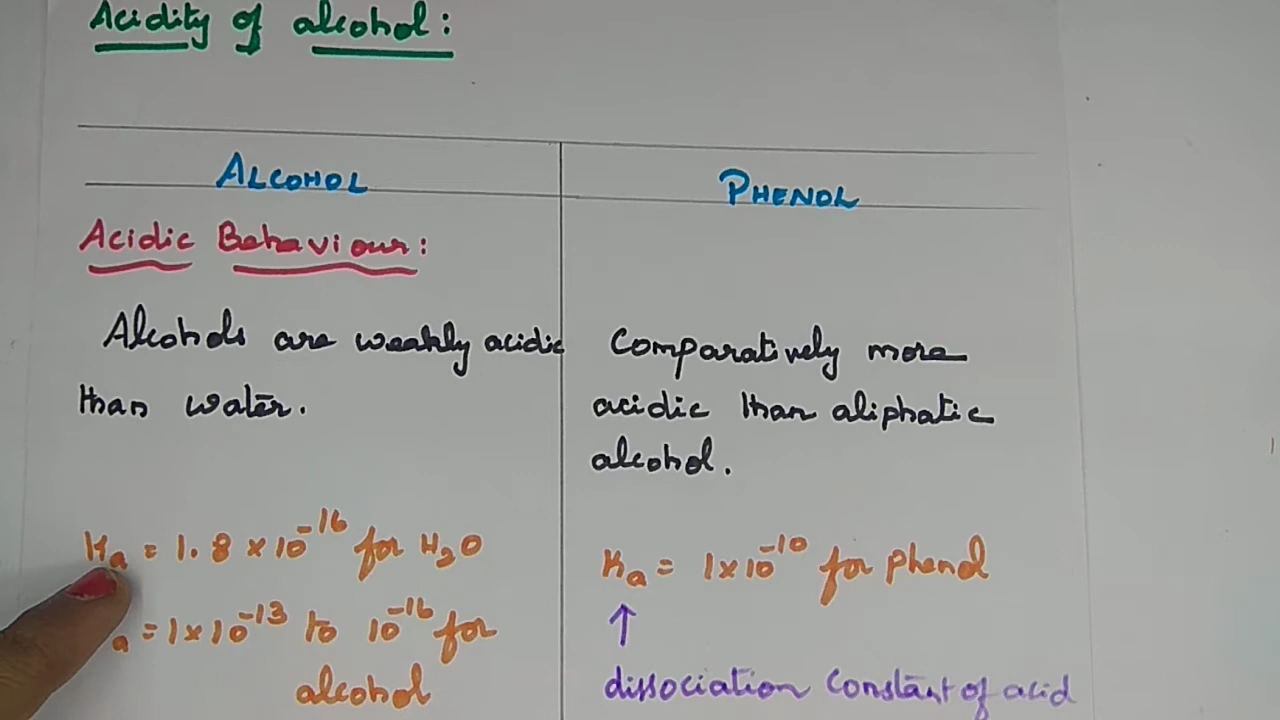 Acidity of alcohol:
ALCOHOL
PHENOL
Acidic Behaviour:
Alcohols are weakly acidic
than water.
Comparatively more
acidic than aliphatic
alcohol.
Ka = 1.8 × 10⁻¹⁶ for H₂O
a = 1×10⁻¹³ to 10⁻¹⁶ for
alcohol
Ka = 1×10⁻¹⁰ for phenol
↑
dissociation constant of acid